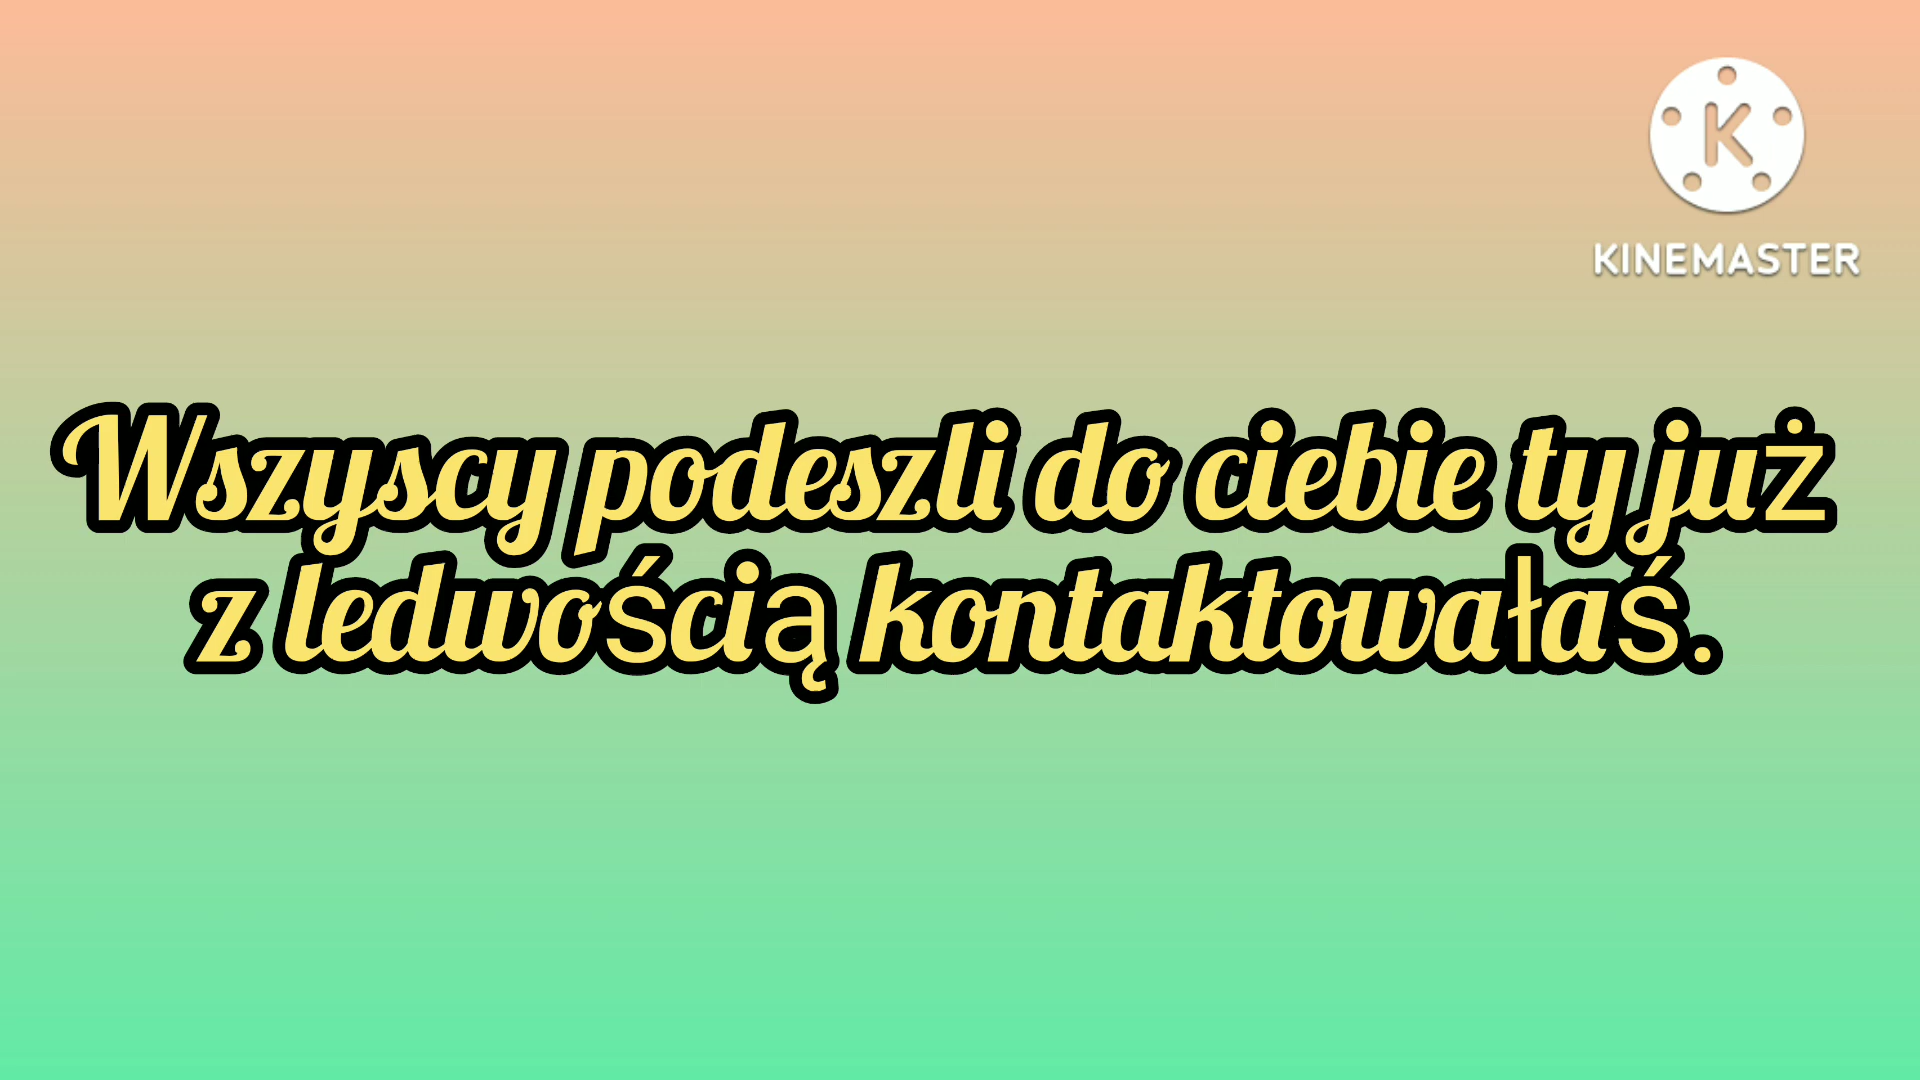 KINEMASTER
Wszyscy podeszli do ciebie ty już
z ledwością kontaktowałaś.